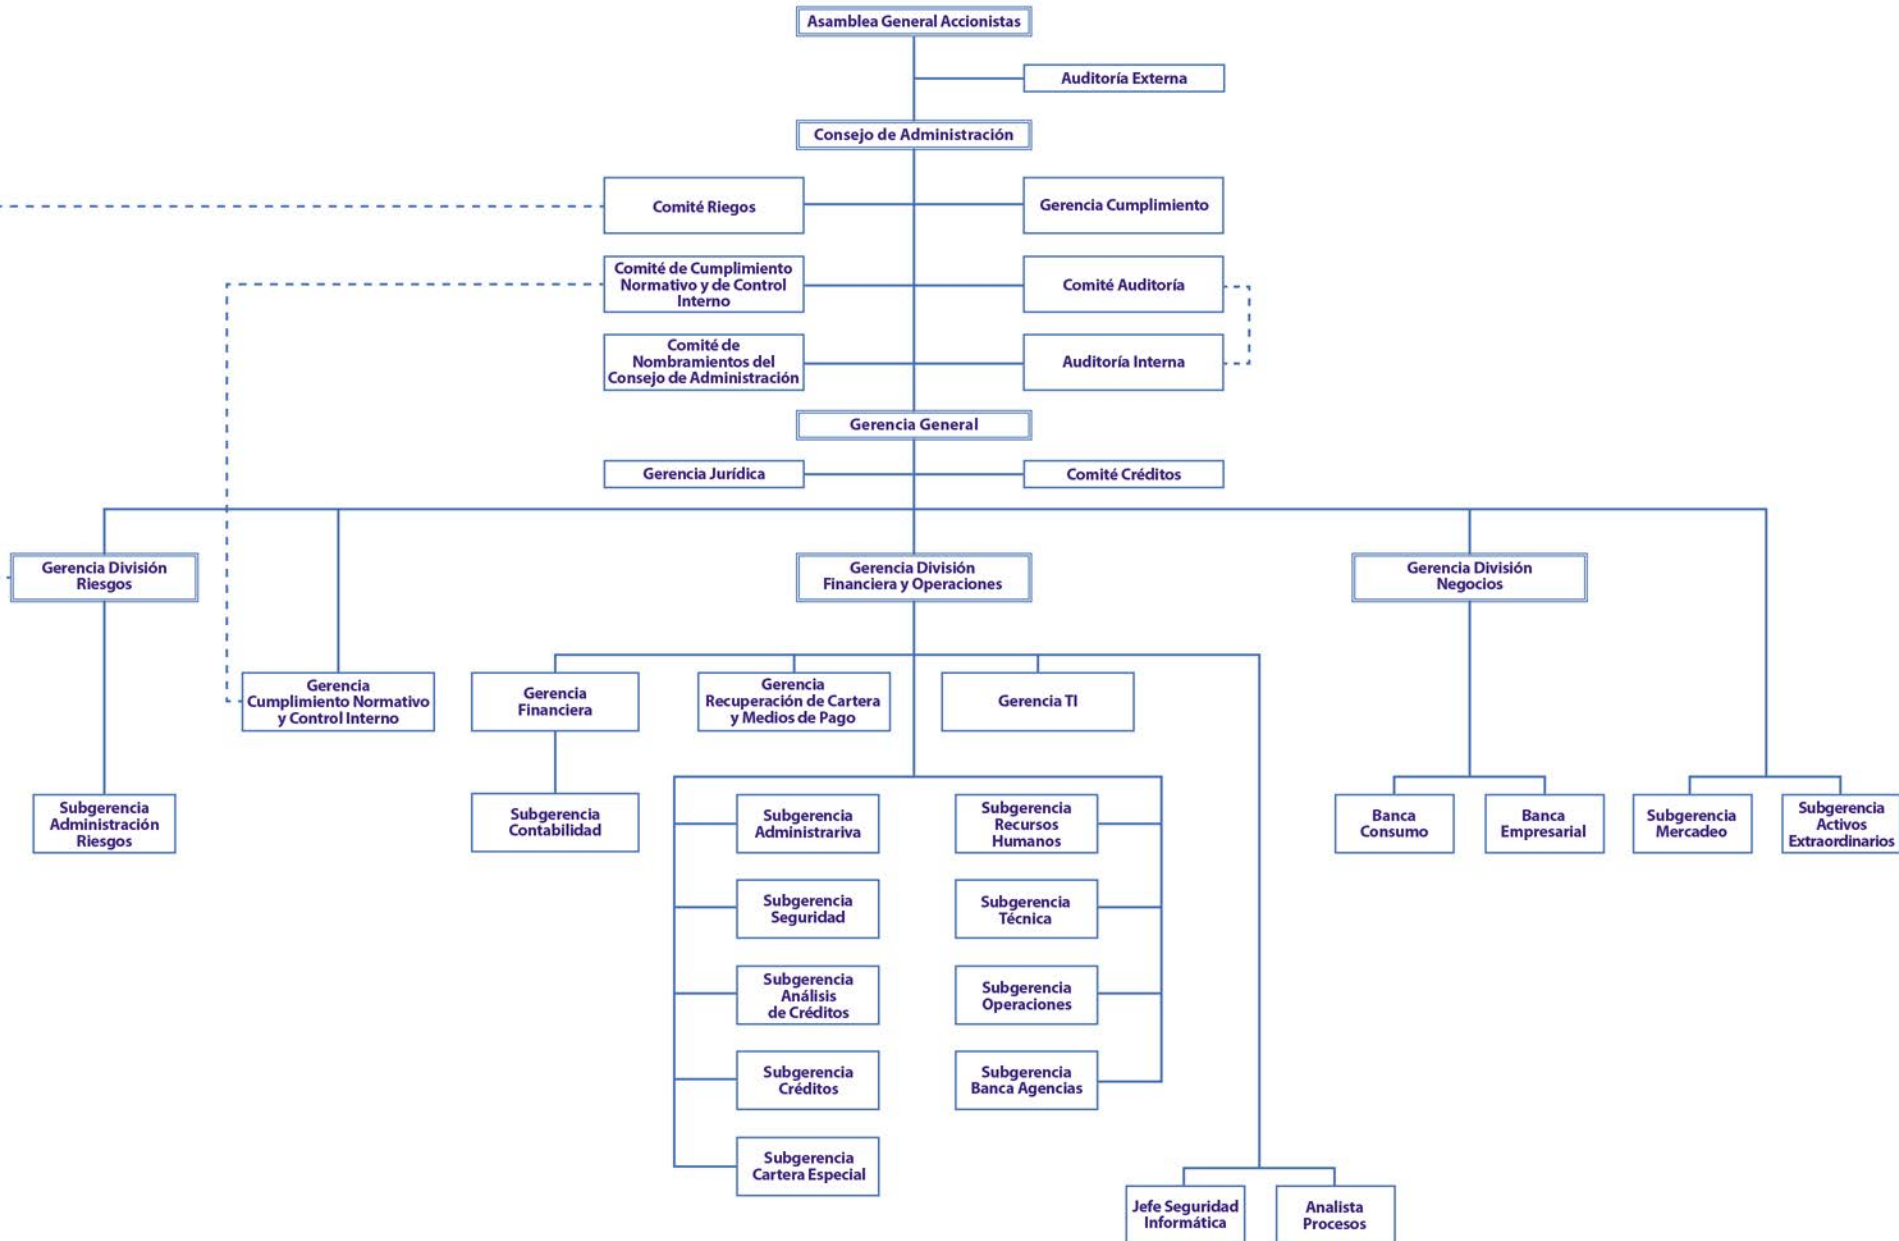 Asamblea General Accionistas
Auditoría Externa
Consejo de Administración
Comité Riegos
Gerencia Cumplimiento
Comité de Cumplimiento
Normativo y de Control
Interno
Comité Auditoría
Comité de
Nombramientos del
Consejo de Administración
Auditoría Interna
Gerencia General
Gerencia Jurídica
Comité Créditos
Gerencia División
Riesgos
Gerencia División
Financiera y Operaciones
Gerencia División
Negocios
Gerencia
Cumplimiento Normativo
y Control Interno
Gerencia
Financiera
Gerencia
Recuperación de Cartera
y Medios de Pago
Gerencia TI
Subgerencia
Administración
Riesgos
Subgerencia
Contabilidad
Subgerencia
Administrariva
Subgerencia
Recursos
Humanos
Banca
Consumo
Banca
Empresarial
Subgerencia
Mercadeo
Subgerencia
Activos
Extraordinarios
Subgerencia
Seguridad
Subgerencia
Técnica
Subgerencia
Análisis
de Créditos
Subgerencia
Operaciones
Subgerencia
Créditos
Subgerencia
Banca Agencias
Subgerencia
Cartera Especial
Jefe Seguridad
Informática
Analista
Procesos